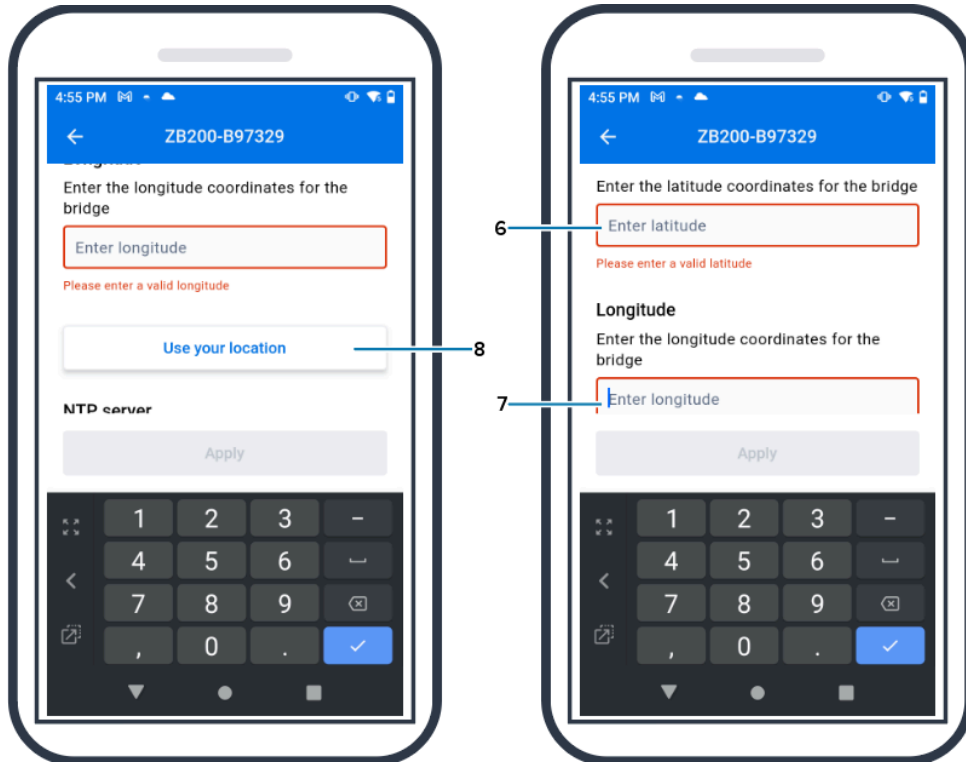 4:55 PM
ZB200-B97329
Longitude
Enter the longitude coordinates for the
bridge
Enter longitude
Please enter a valid longitude
Use your location
8
NTP server
Apply
1 2 3 -
4 5 6
7 8 9
, 0 .
4:55 PM
ZB200-B97329
Enter the latitude coordinates for the bridge
6
Enter latitude
Please enter a valid latitude
Longitude
Enter the longitude coordinates for the
bridge
7
Enter longitude
Apply
1 2 3 -
4 5 6
7 8 9
, 0 .